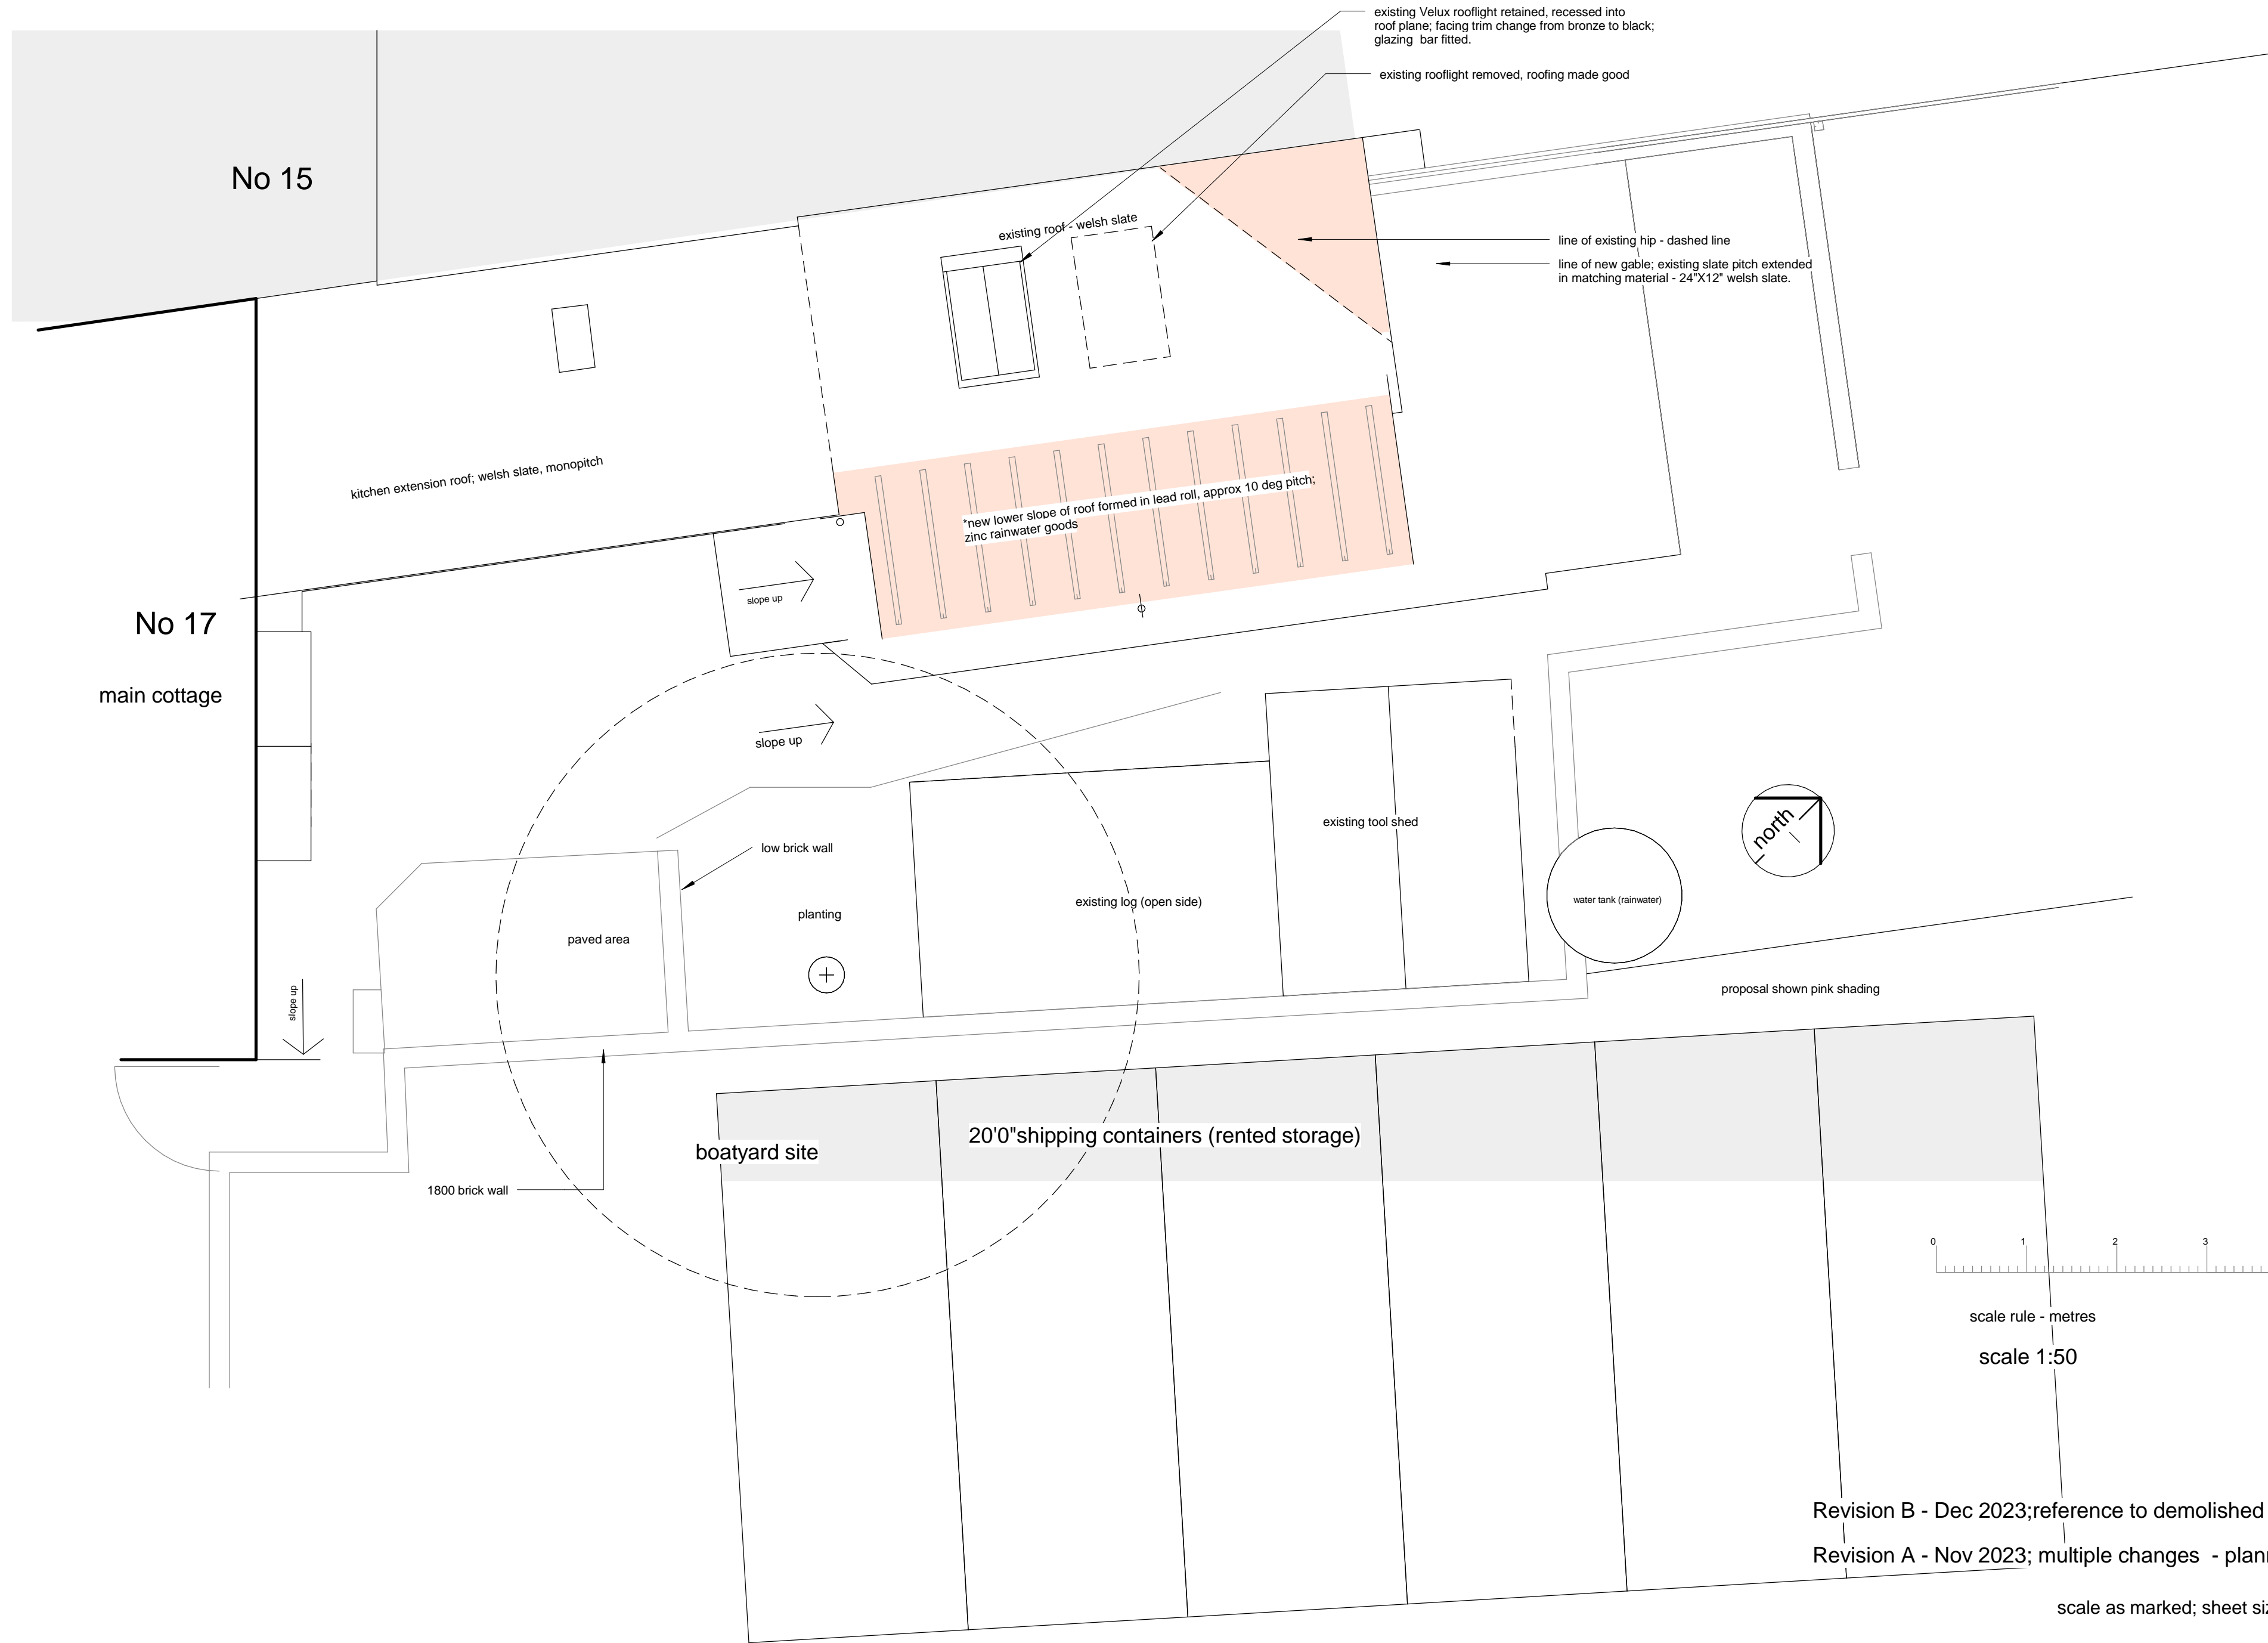 existing Velux rooflight retained, recessed into
roof plane; facing trim change from bronze to black;
glazing bar fitted.
existing rooflight removed, roofing made good
No 15
existing roof - welsh slate
line of existing hip - dashed line
line of new gable; existing slate pitch extended
in matching material - 24"X12" welsh slate.
kitchen extension roof; welsh slate, monopitch
*new lower slope of roof formed in lead roll, approx 10 deg pitch;
zinc rainwater goods
slope up
No 17
main cottage
slope up
existing tool shed
north
low brick wall
existing log (open side)
water tank (rainwater)
planting
paved area
slope up
proposal shown pink shading
20'0"shipping containers (rented storage)
boatyard site
1800 brick wall
0 1 2 3
scale rule - metres
scale 1:50
Revision B - Dec 2023;reference to demolished
Revision A - Nov 2023; multiple changes - plan
scale as marked; sheet